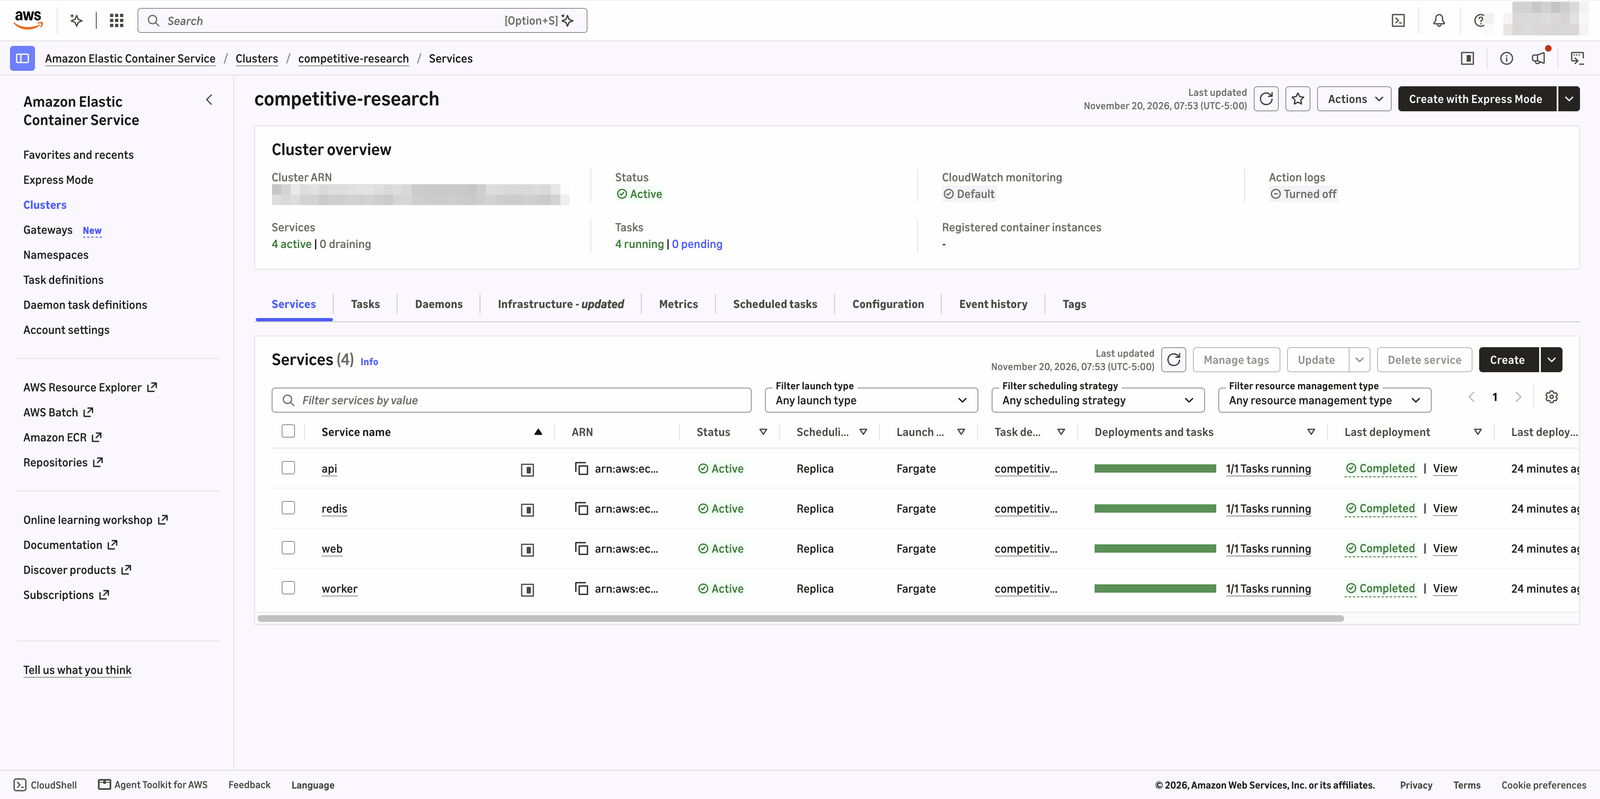 aws
Search [Option+S]
Amazon Elastic Container Service / Clusters / competitive-research / Services
Amazon Elastic
Container Service
Favorites and recents
Express Mode
Clusters
Gateways New
Namespaces
Task definitions
Daemon task definitions
Account settings
AWS Resource Explorer
AWS Batch
Amazon ECR
Repositories
Online learning workshop
Documentation
Discover products
Subscriptions
Tell us what you think
competitive-research
Last updated
November 20, 2026, 07:53 (UTC-5:00)
Actions
Create with Express Mode
Cluster overview
Cluster ARN
Status
Active
CloudWatch monitoring
Default
Action logs
Turned off
Services
4 active | 0 draining
Tasks
4 running | 0 pending
Registered container instances
-
Services Tasks Daemons Infrastructure - updated Metrics Scheduled tasks Configuration Event history Tags
Services (4) Info
Last updated
November 20, 2026, 07:53 (UTC-5:00)
Manage tags Update Delete service Create
Filter services by value
Filter launch type
Any launch type
Filter scheduling strategy
Any scheduling strategy
Filter resource management type
Any resource management type
1
Service name ARN Status Scheduli... Launch ... Task de... Deployments and tasks Last deployment Last deploy...
api arn:aws:ec... Active Replica Fargate competitiv... 1/1 Tasks running Completed | View 24 minutes ag
redis arn:aws:ec... Active Replica Fargate competitiv... 1/1 Tasks running Completed | View 24 minutes ag
web arn:aws:ec... Active Replica Fargate competitiv... 1/1 Tasks running Completed | View 24 minutes ag
worker arn:aws:ec... Active Replica Fargate competitiv... 1/1 Tasks running Completed | View 24 minutes ag
CloudShell Agent Toolkit for AWS Feedback Language
© 2026, Amazon Web Services, Inc. or its affiliates. Privacy Terms Cookie preferences